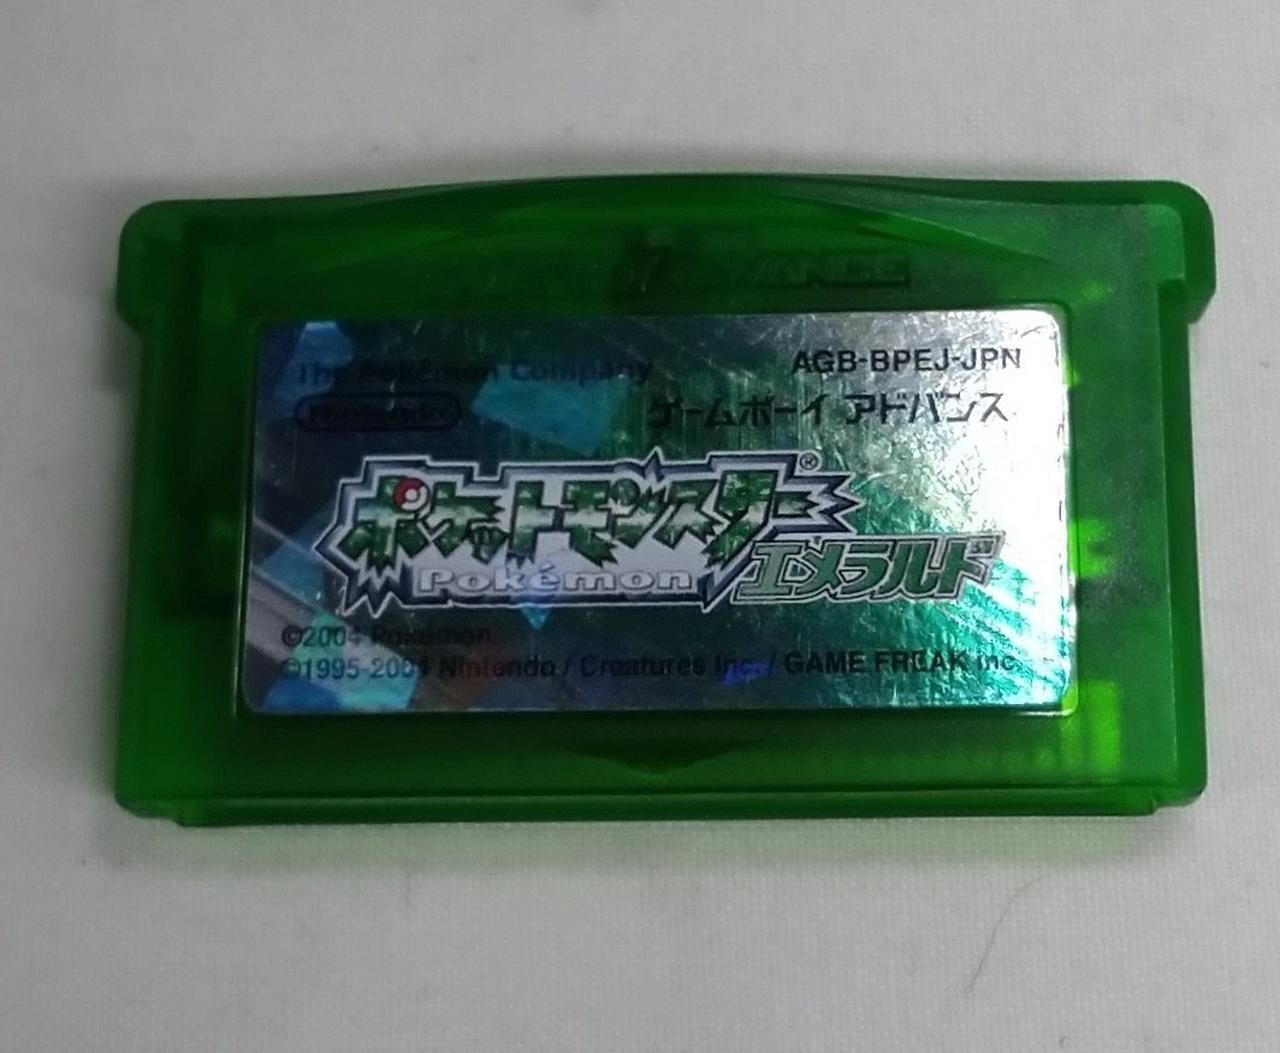 GAME BOY ADVANCE
The Pokémon Company
AGB-BPEJ-JPN
Nintendo
ゲームボーイ アドバンス
ポケットモンスター®
Pokémon
エメラルド
©2004 Pokémon
©1995-2004 Nintendo / Creatures Inc. / GAME FREAK inc.